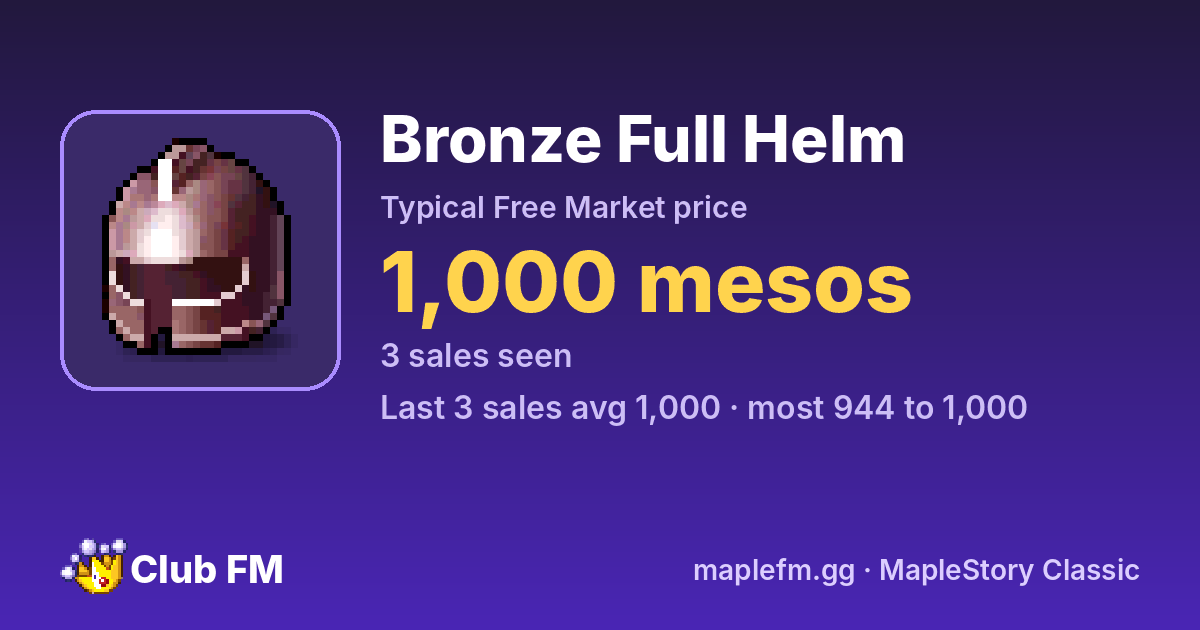 Bronze Full Helm
Typical Free Market price
1,000 mesos
3 sales seen
Last 3 sales avg 1,000 · most 944 to 1,000
Club FM
maplefm.gg · MapleStory Classic